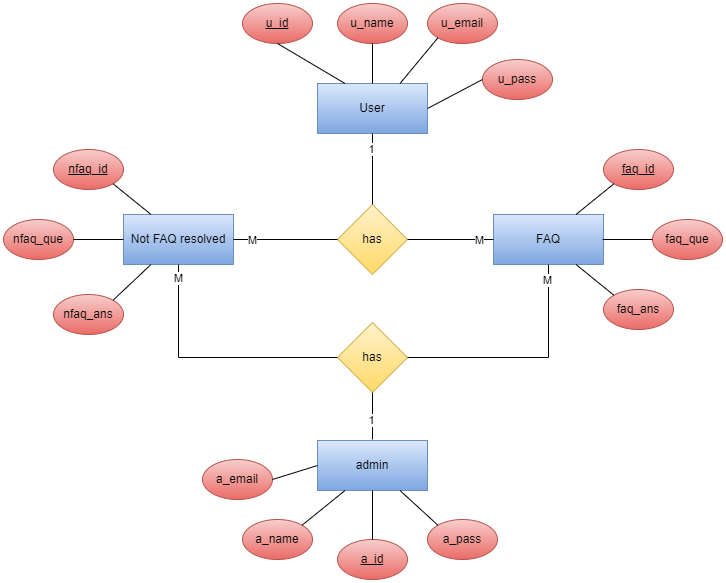 u_id
u_name
u_email
u_pass
User
1
nfaq_id
faq_id
nfaq_que
Not FAQ resolved
M
has
M
FAQ
faq_que
M
M
nfaq_ans
faq_ans
has
1
admin
a_email
a_name
a_id
a_pass